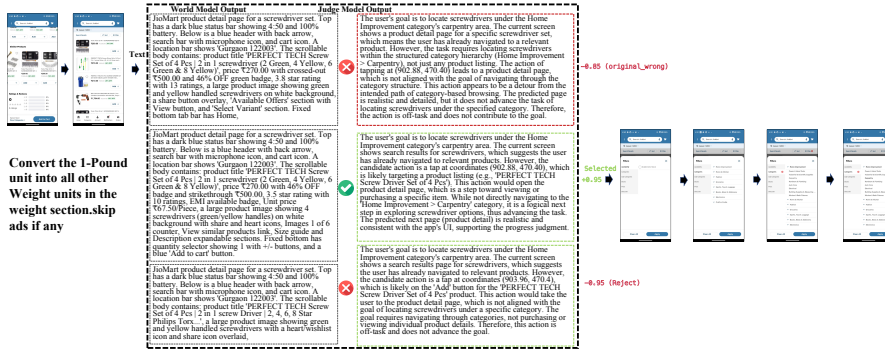 World Model Output
Judge Model Output
Text
JioMart product detail page for a screwdriver set. Top
has a dark blue status bar showing 4:50 and 100%
battery. Below is a blue header with back arrow,
search bar with microphone icon, and cart icon. A
location bar shows 'Gurgaon 122003'. The scrollable
body contains: product title 'PERFECT TECH Screw
Set of 4 Pcs | 2 in 1 screwdriver (2 Green, 4 Yellow, 6
Green & 8 Yellow)', price ₹270.00 with crossed-out
₹500.00 and 46% OFF green badge, 3.8 star rating
with 13 ratings, a large product image showing green
and yellow handled screwdrivers on white background,
a share button overlay, 'Available Offers' section with
View button, and 'Select Variant' section. Fixed
bottom tab bar has Home,
The user's goal is to locate screwdrivers under the Home
Improvement category's carpentry area. The current screen
shows a product detail page for a specific screwdriver set,
which means the user has already navigated to a relevant
product. However, the task requires locating screwdrivers
within the structured category hierarchy (Home Improvement
> Carpentry), not just any product listing. The action of
tapping at (902.88, 470.40) leads to a product detail page,
which is not aligned with the goal of navigating through the
category structure. This action appears to be a detour from the
intended path of category-based browsing. The predicted page
is realistic and detailed, but it does not advance the task of
locating screwdrivers under the specified category. Therefore,
the action is off-task and does not contribute to the goal.
-0.85 (original_wrong)
Convert the 1-Pound
unit into all other
Weight units in the
weight section.skip
ads if any
JioMart product detail page for a screwdriver set. Top
has a dark blue status bar showing 4:50 and 100%
battery. Below is a blue header with back arrow,
search bar with microphone icon, and cart icon. A
location bar shows 'Gurgaon 122003'. The scrollable
body contains: product title 'PERFECT TECH Screw
Set of 4 Pcs | 2 in 1 screwdriver (2 Green, 4 Yellow, 6
Green & 8 Yellow)', price ₹270.00 with 46% OFF
badge and strikethrough ₹500.00, 3.5 star rating with
10 ratings, EMI available badge, Unit price
₹67.50/Piece, a large product image showing 4
screwdrivers (green/yellow handles) on white
background with share and heart icons, Images 1 of 6
counter, View similar products link, Size guide and
Description expandable sections. Fixed bottom has
quantity selector showing 1 with +/- buttons, and a
blue 'Add to cart' button.
The user's goal is to locate screwdrivers under the Home
Improvement category's carpentry area. The current screen
shows search results for screwdrivers, which suggests the user
has already navigated to relevant products. However, the
candidate action is a tap at coordinates (902.88, 470.40), which
is likely targeting a product listing (e.g., 'PERFECT TECH
Screw Driver Set of 4 Pcs'). This action would open the
product detail page, which is a step toward viewing or
purchasing a specific item. While not directly navigating to the
'Home Improvement > Carpentry' category, it is a logical next
step in exploring screwdriver options, thus advancing the task.
The predicted next page (product detail) is realistic and
consistent with the app's UI, supporting the progress judgment.
Selected
+0.95
JioMart product detail page for a screwdriver set. Top
has a dark blue status bar showing 4:50 and 100%
battery. Below is a blue header with back arrow,
search bar with microphone icon, and cart icon. A
location bar shows 'Gurgaon 122003'. The scrollable
body contains: product title 'PERFECT TECH Screw
Set of 4 Pcs | 2 in 1 screw Driver | 2, 4, 6, 8 Star
Philips Torx...', a large product image showing green
and yellow handled screwdrivers with a heart/wishlist
icon and share icon overlaid,
The user's goal is to locate screwdrivers under the Home
Improvement category's carpentry area. The current screen
shows a search results page for screwdrivers, which suggests
the user has already navigated to relevant products. However,
the candidate action is a tap at coordinates (903.96, 470.4),
which is likely on the 'Add' button for the 'PERFECT TECH
Screw Driver Set of 4 Pcs' product. This action would take the
user to the product detail page, which is not aligned with the
goal of locating screwdrivers under a specific category. The
goal requires navigating through categories, not purchasing or
viewing individual product details. Therefore, this action is
off-task and does not advance the goal.
-0.95 (Reject)